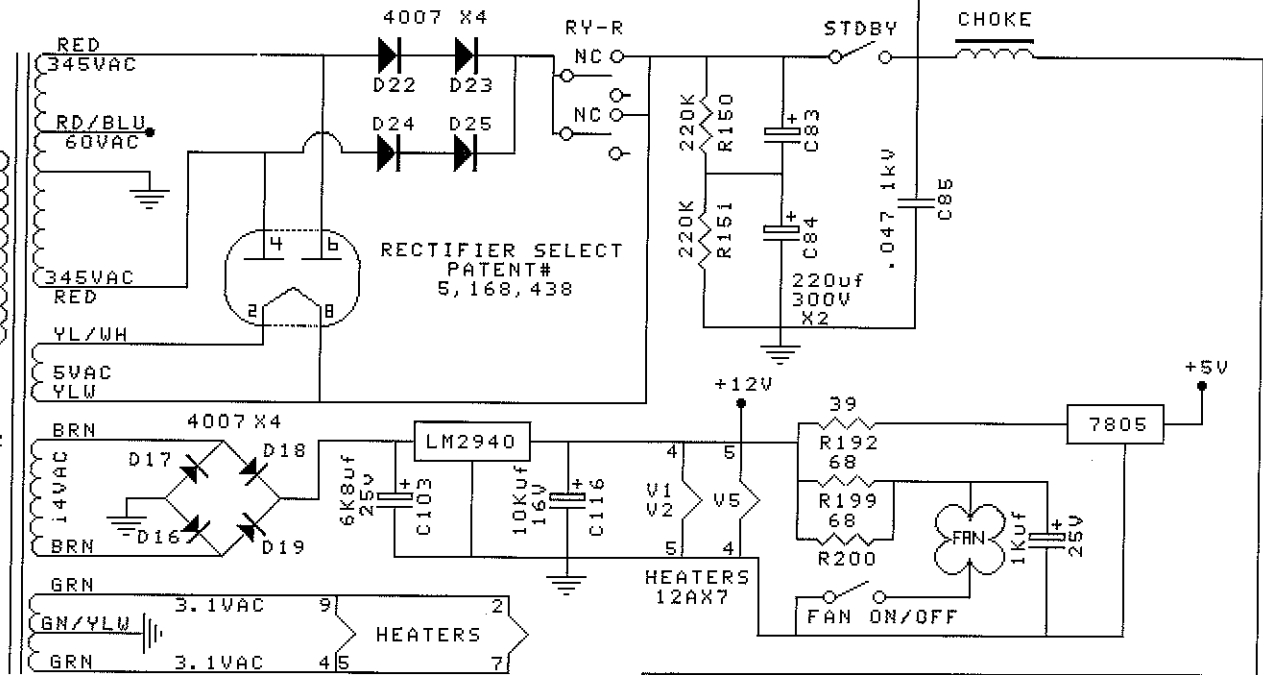 4007 X4
RY-R
STDBY
CHOKE
RED
345VAC
D22
D23
NC
RD/BLU
60VAC
D24
D25
NC
220K
R150
+
C83
220K
R151
+
C84
.047 1kV
C85
4
6
2
8
RECTIFIER SELECT
PATENT#
5,168,438
220uf
300V
X2
345VAC
RED
YL/WH
5VAC
YLW
+12V
+5V
4007 X4
BRN
14VAC
BRN
D17
D18
D16
D19
LM2940
6K8uf
25V
+
C103
10Kuf
16V
+
C116
4
5
V1
V2
V5
5
4
HEATERS
12AX7
39
R192
68
R199
68
R200
7805
FAN
1Kuf
+
25V
FAN ON/OFF
GRN
3.1VAC
9
2
GN/YLW
HEATERS
GRN
3.1VAC
4
5
7